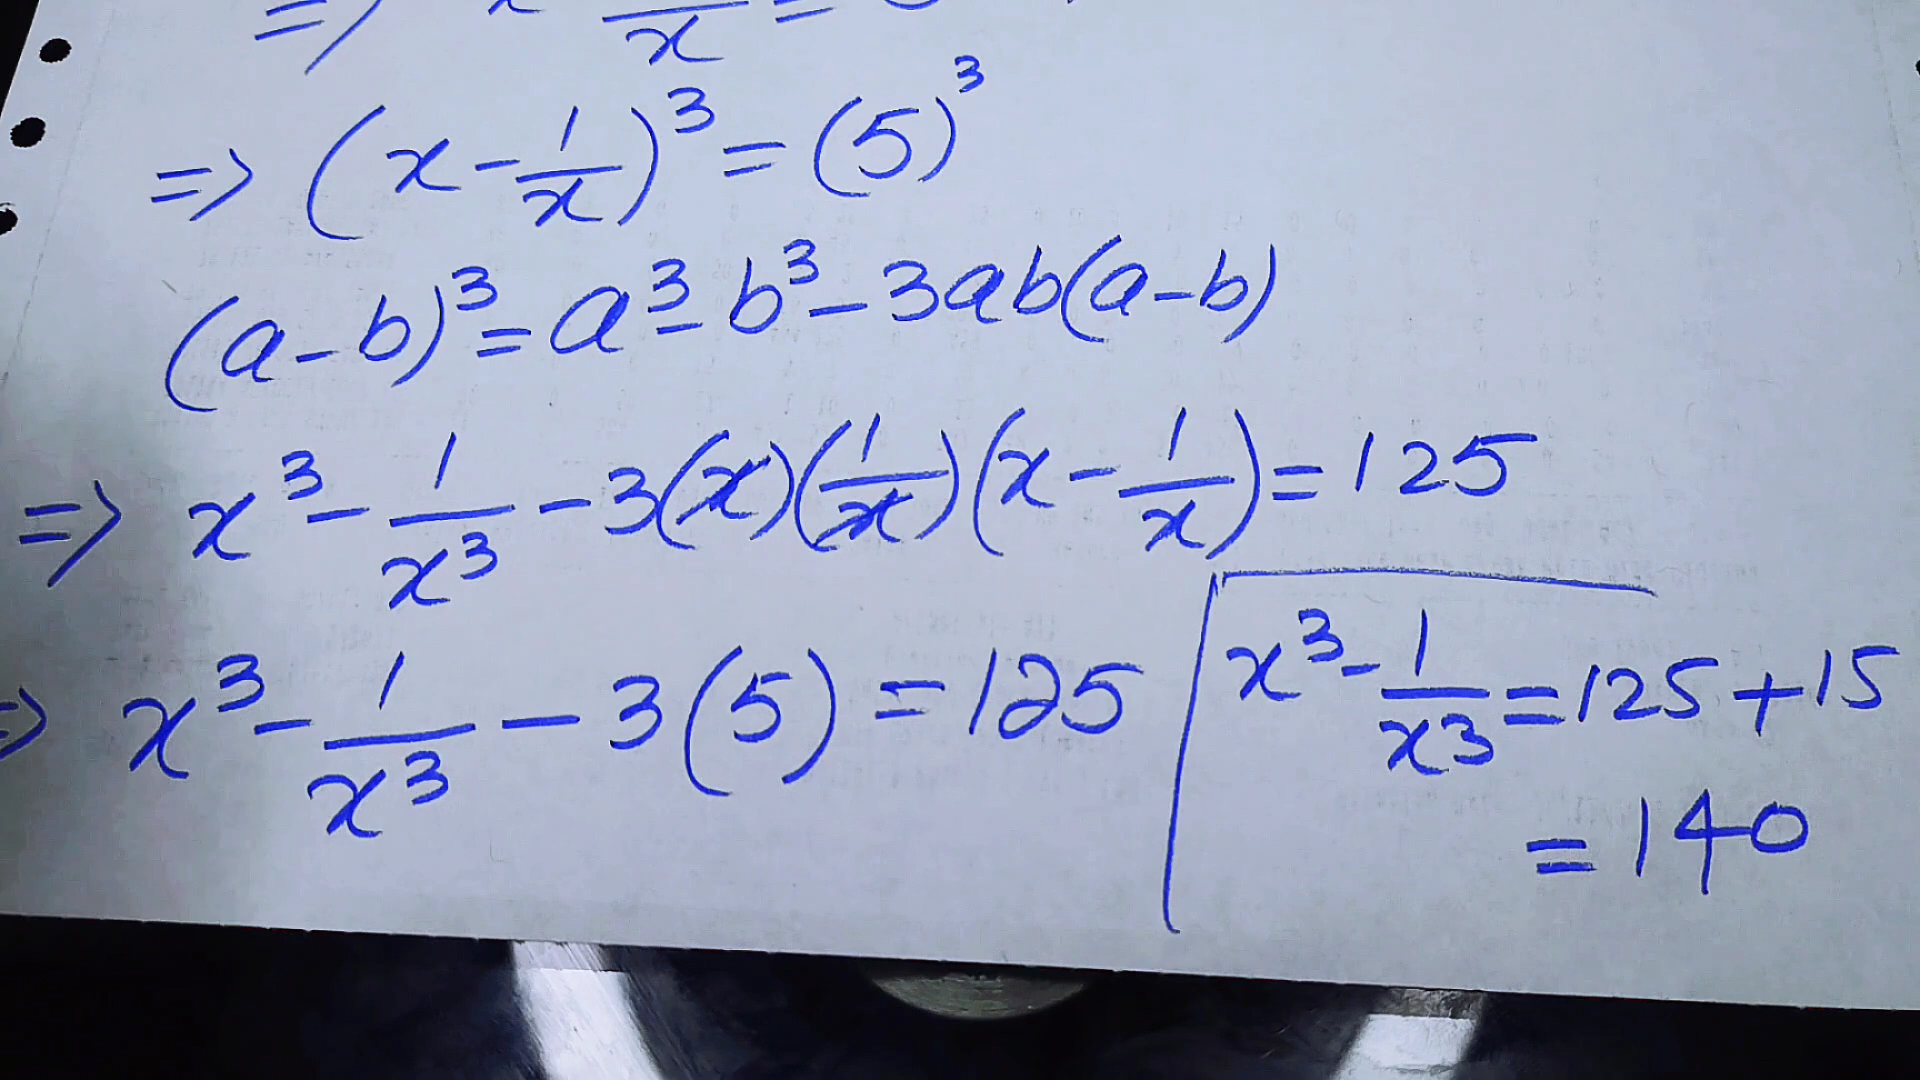 => (x - 1/x)³ = (5)³
(a-b)³ = a³ - b³ - 3ab(a-b)
=> x³ - 1/x³ - 3(x)(1/x)(x - 1/x) = 125
=> x³ - 1/x³ - 3(5) = 125
x³ - 1/x³ = 125 + 15
= 140